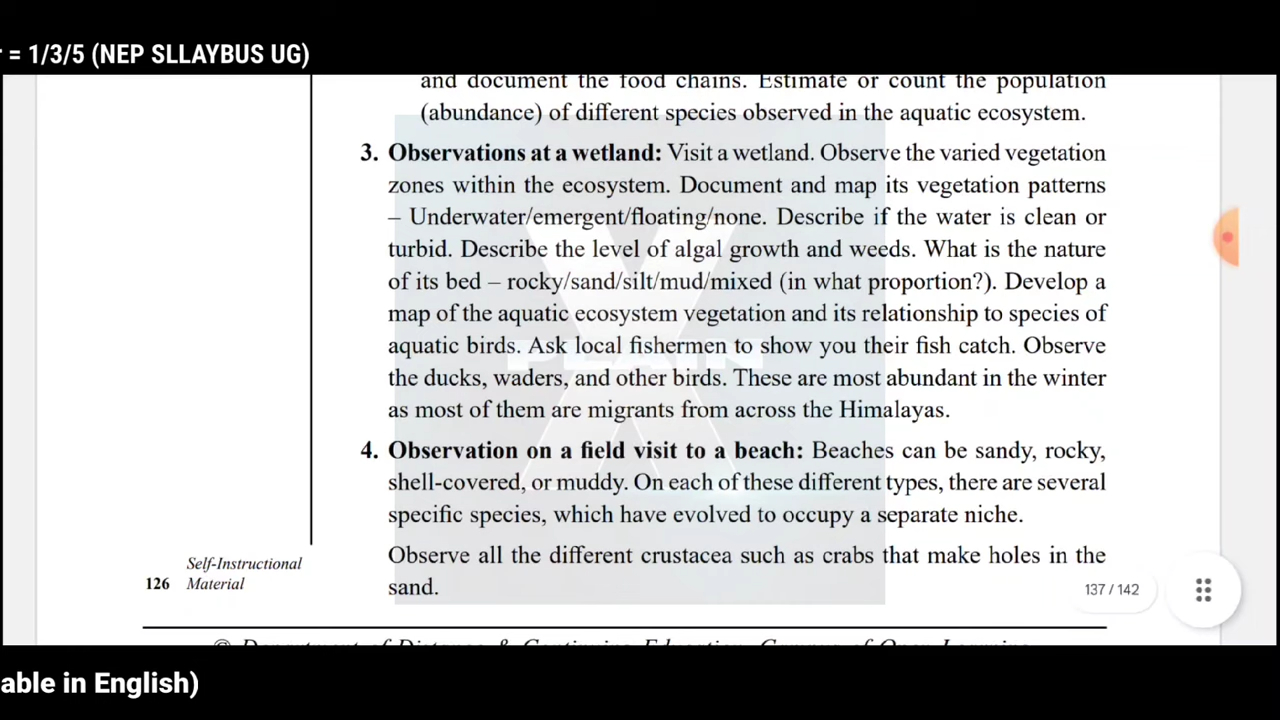 = 1/3/5 (NEP SLLAYBUS UG)
and document the food chains. Estimate or count the population
(abundance) of different species observed in the aquatic ecosystem.
3. Observations at a wetland: Visit a wetland. Observe the varied vegetation
zones within the ecosystem. Document and map its vegetation patterns
– Underwater/emergent/floating/none. Describe if the water is clean or
turbid. Describe the level of algal growth and weeds. What is the nature
of its bed – rocky/sand/silt/mud/mixed (in what proportion?). Develop a
map of the aquatic ecosystem vegetation and its relationship to species of
aquatic birds. Ask local fishermen to show you their fish catch. Observe
the ducks, waders, and other birds. These are most abundant in the winter
as most of them are migrants from across the Himalayas.
4. Observation on a field visit to a beach: Beaches can be sandy, rocky,
shell-covered, or muddy. On each of these different types, there are several
specific species, which have evolved to occupy a separate niche.
Observe all the different crustacea such as crabs that make holes in the
sand.
Self-Instructional
126 Material
137 / 142
© Department of Distance & Continuing Education, Campus of Open Learning
able in English)